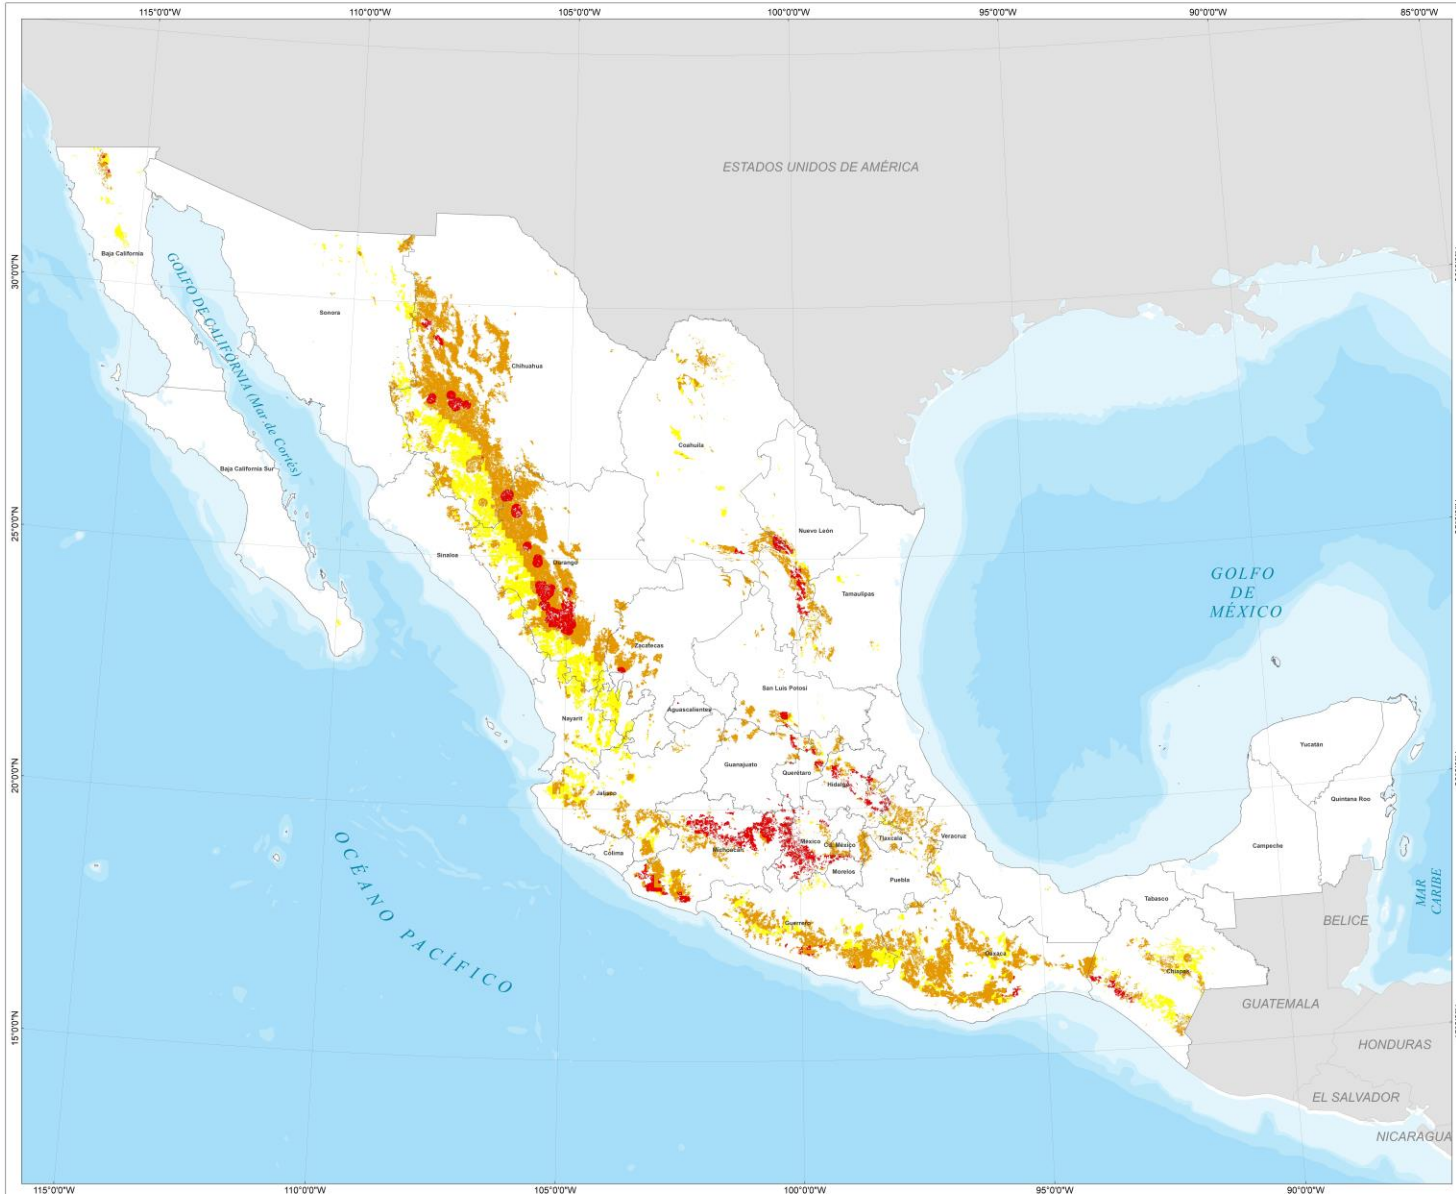 115°0'0"W
110°0'0"W
105°0'0"W
100°0'0"W
95°0'0"W
90°0'0"W
85°0'0"W
ESTADOS UNIDOS DE AMÉRICA
Baja California
30°0'0"N
GOLFO DE CALIFÓRNIA (Mar de Cortés)
Sonora
Chihuahua
Coahuila
Baja California Sur
25°0'0"N
Nuevo León
Sinaloa
Durango
GOLFO
DE
MÉXICO
Tamaulipas
Zacatecas
San Luis Potosí
Aguascalientes
Nayarit
Yucatán
20°0'0"N
Guanajuato
Querétaro
Hidalgo
Jalisco
Quintana Roo
Veracruz
Tlaxcala
México
Cd. México
Michoacán
Colima
Campeche
Morelos
Puebla
OCÉANO PACÍFICO
MAR
CARIBE
Tabasco
BELICE
Guerrero
Oaxaca
Chiapas
GUATEMALA
15°0'0"N
HONDURAS
EL SALVADOR
NICARAGUA
115°0'0"W
110°0'0"W
105°0'0"W
100°0'0"W
95°0'0"W
90°0'0"W